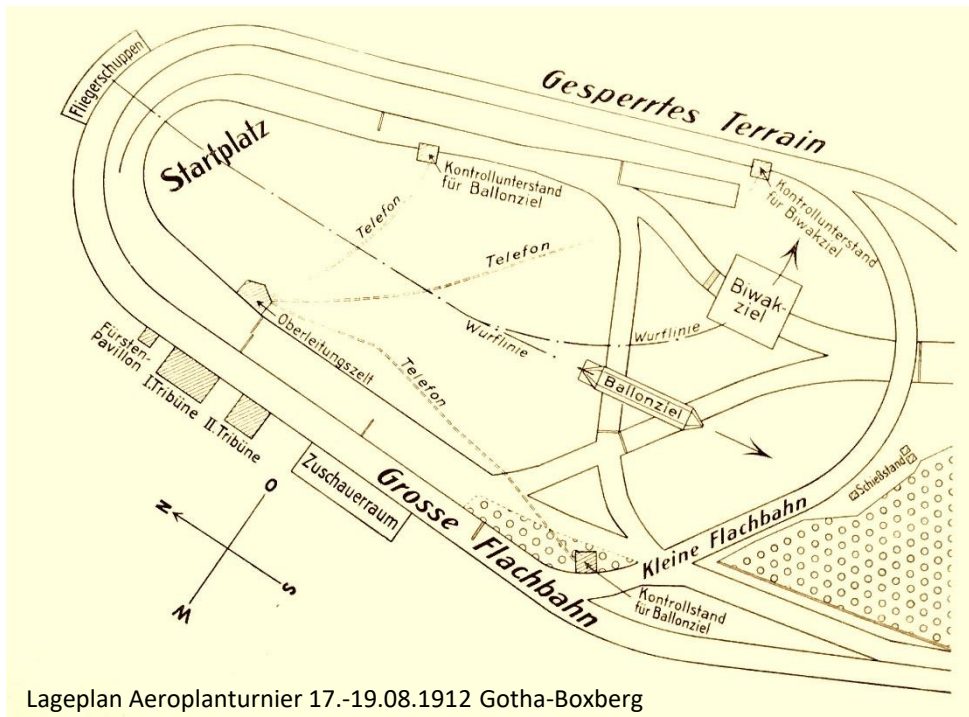 Fliegerschuppen
Startplatz
Gesperrtes Terrain
Kontrollunterstand
für Ballonziel
Kontrollunterstand
für Biwakziel
Telefon
Telefon
Biwak-
ziel
Wurflinie
Wurflinie
Oberleitungszelt
Telefon
Ballonziel
Fürsten-
Pavillon
I.Tribüne
II.Tribüne
Zuschauerraum
Grosse
Flachbahn
Schießstand
Kleine Flachbahn
Kontrollstand
für Ballonziel
O
N
S
W
Lageplan Aeroplanturnier 17.-19.08.1912 Gotha-Boxberg